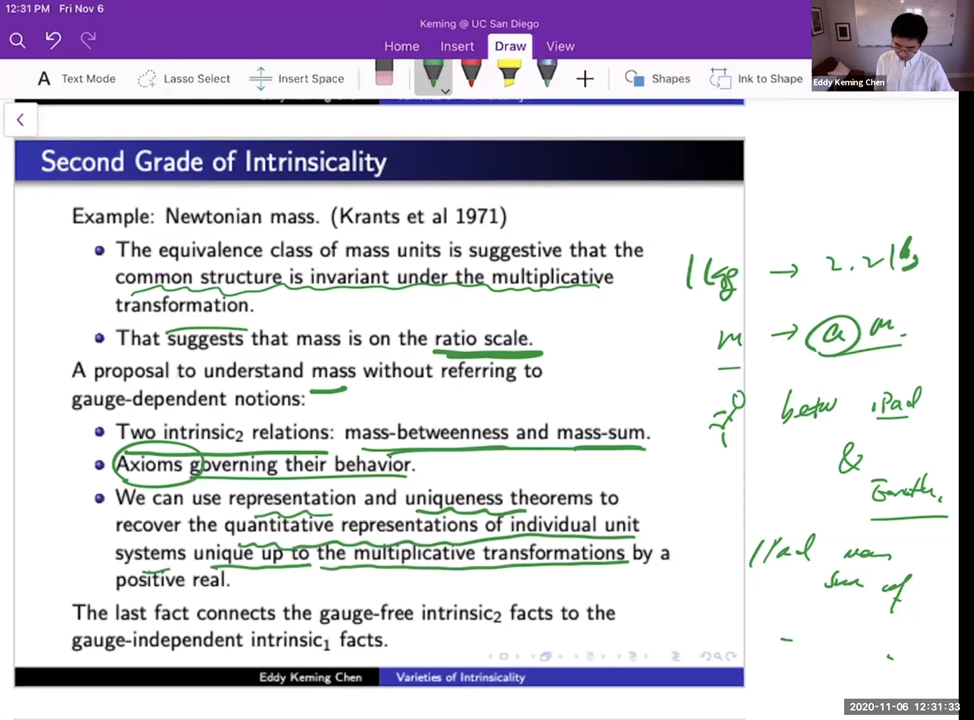 12:31 PM Fri Nov 6
Keming @ UC San Diego
Home Insert Draw View
A Text Mode Lasso Select Insert Space Shapes Ink to Shape
Eddy Keming Chen
Second Grade of Intrinsicality
Example: Newtonian mass. (Krants et al 1971)
The equivalence class of mass units is suggestive that the
common structure is invariant under the multiplicative
transformation.
That suggests that mass is on the ratio scale.
A proposal to understand mass without referring to
gauge-dependent notions:
Two intrinsic₂ relations: mass-betweenness and mass-sum.
Axioms governing their behavior.
We can use representation and uniqueness theorems to
recover the quantitative representations of individual unit
systems unique up to the multiplicative transformations by a
positive real.
The last fact connects the gauge-free intrinsic₂ facts to the
gauge-independent intrinsic₁ facts.
Eddy Keming Chen Varieties of Intrinsicality
1 kg → 2.2 lb
m → a m.
betw iPad
&
Earth.
iPad mass
sum of
2020-11-06 12:31:33